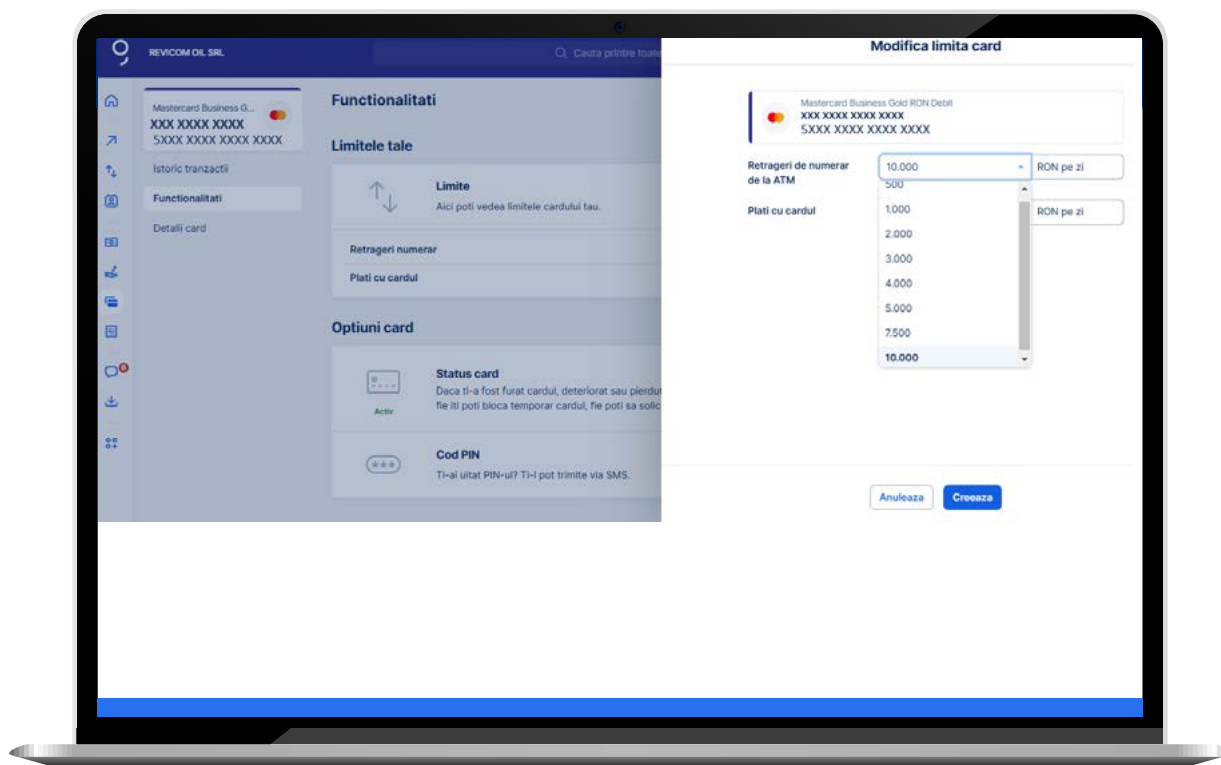 REVICOM OIL SRL
Cauta printre toate
Mastercard Business G...
XXX XXXX XXXX
5XXX XXXX XXXX XXXX
Istoric tranzactii
Functionalitati
Detalii card
Functionalitati
Limitele tale
Limite
Aici poti vedea limitele cardului tau.
Retrageri numerar
Plati cu cardul
Optiuni card
Activ
Status card
Daca ti-a fost furat cardul, deteriorat sau pierdut
fie iti poti bloca temporar cardul, fie poti sa solic
Cod PIN
Ti-ai uitat PIN-ul? Ti-l pot trimite via SMS.
Modifica limita card
Mastercard Business Gold RON Debit
XXX XXXX XXXX XXXX
5XXX XXXX XXXX XXXX
Retrageri de numerar
de la ATM
10.000
RON pe zi
Plati cu cardul
RON pe zi
500
1.000
2.000
3.000
4.000
5.000
7.500
10.000
Anuleaza
Creeaza